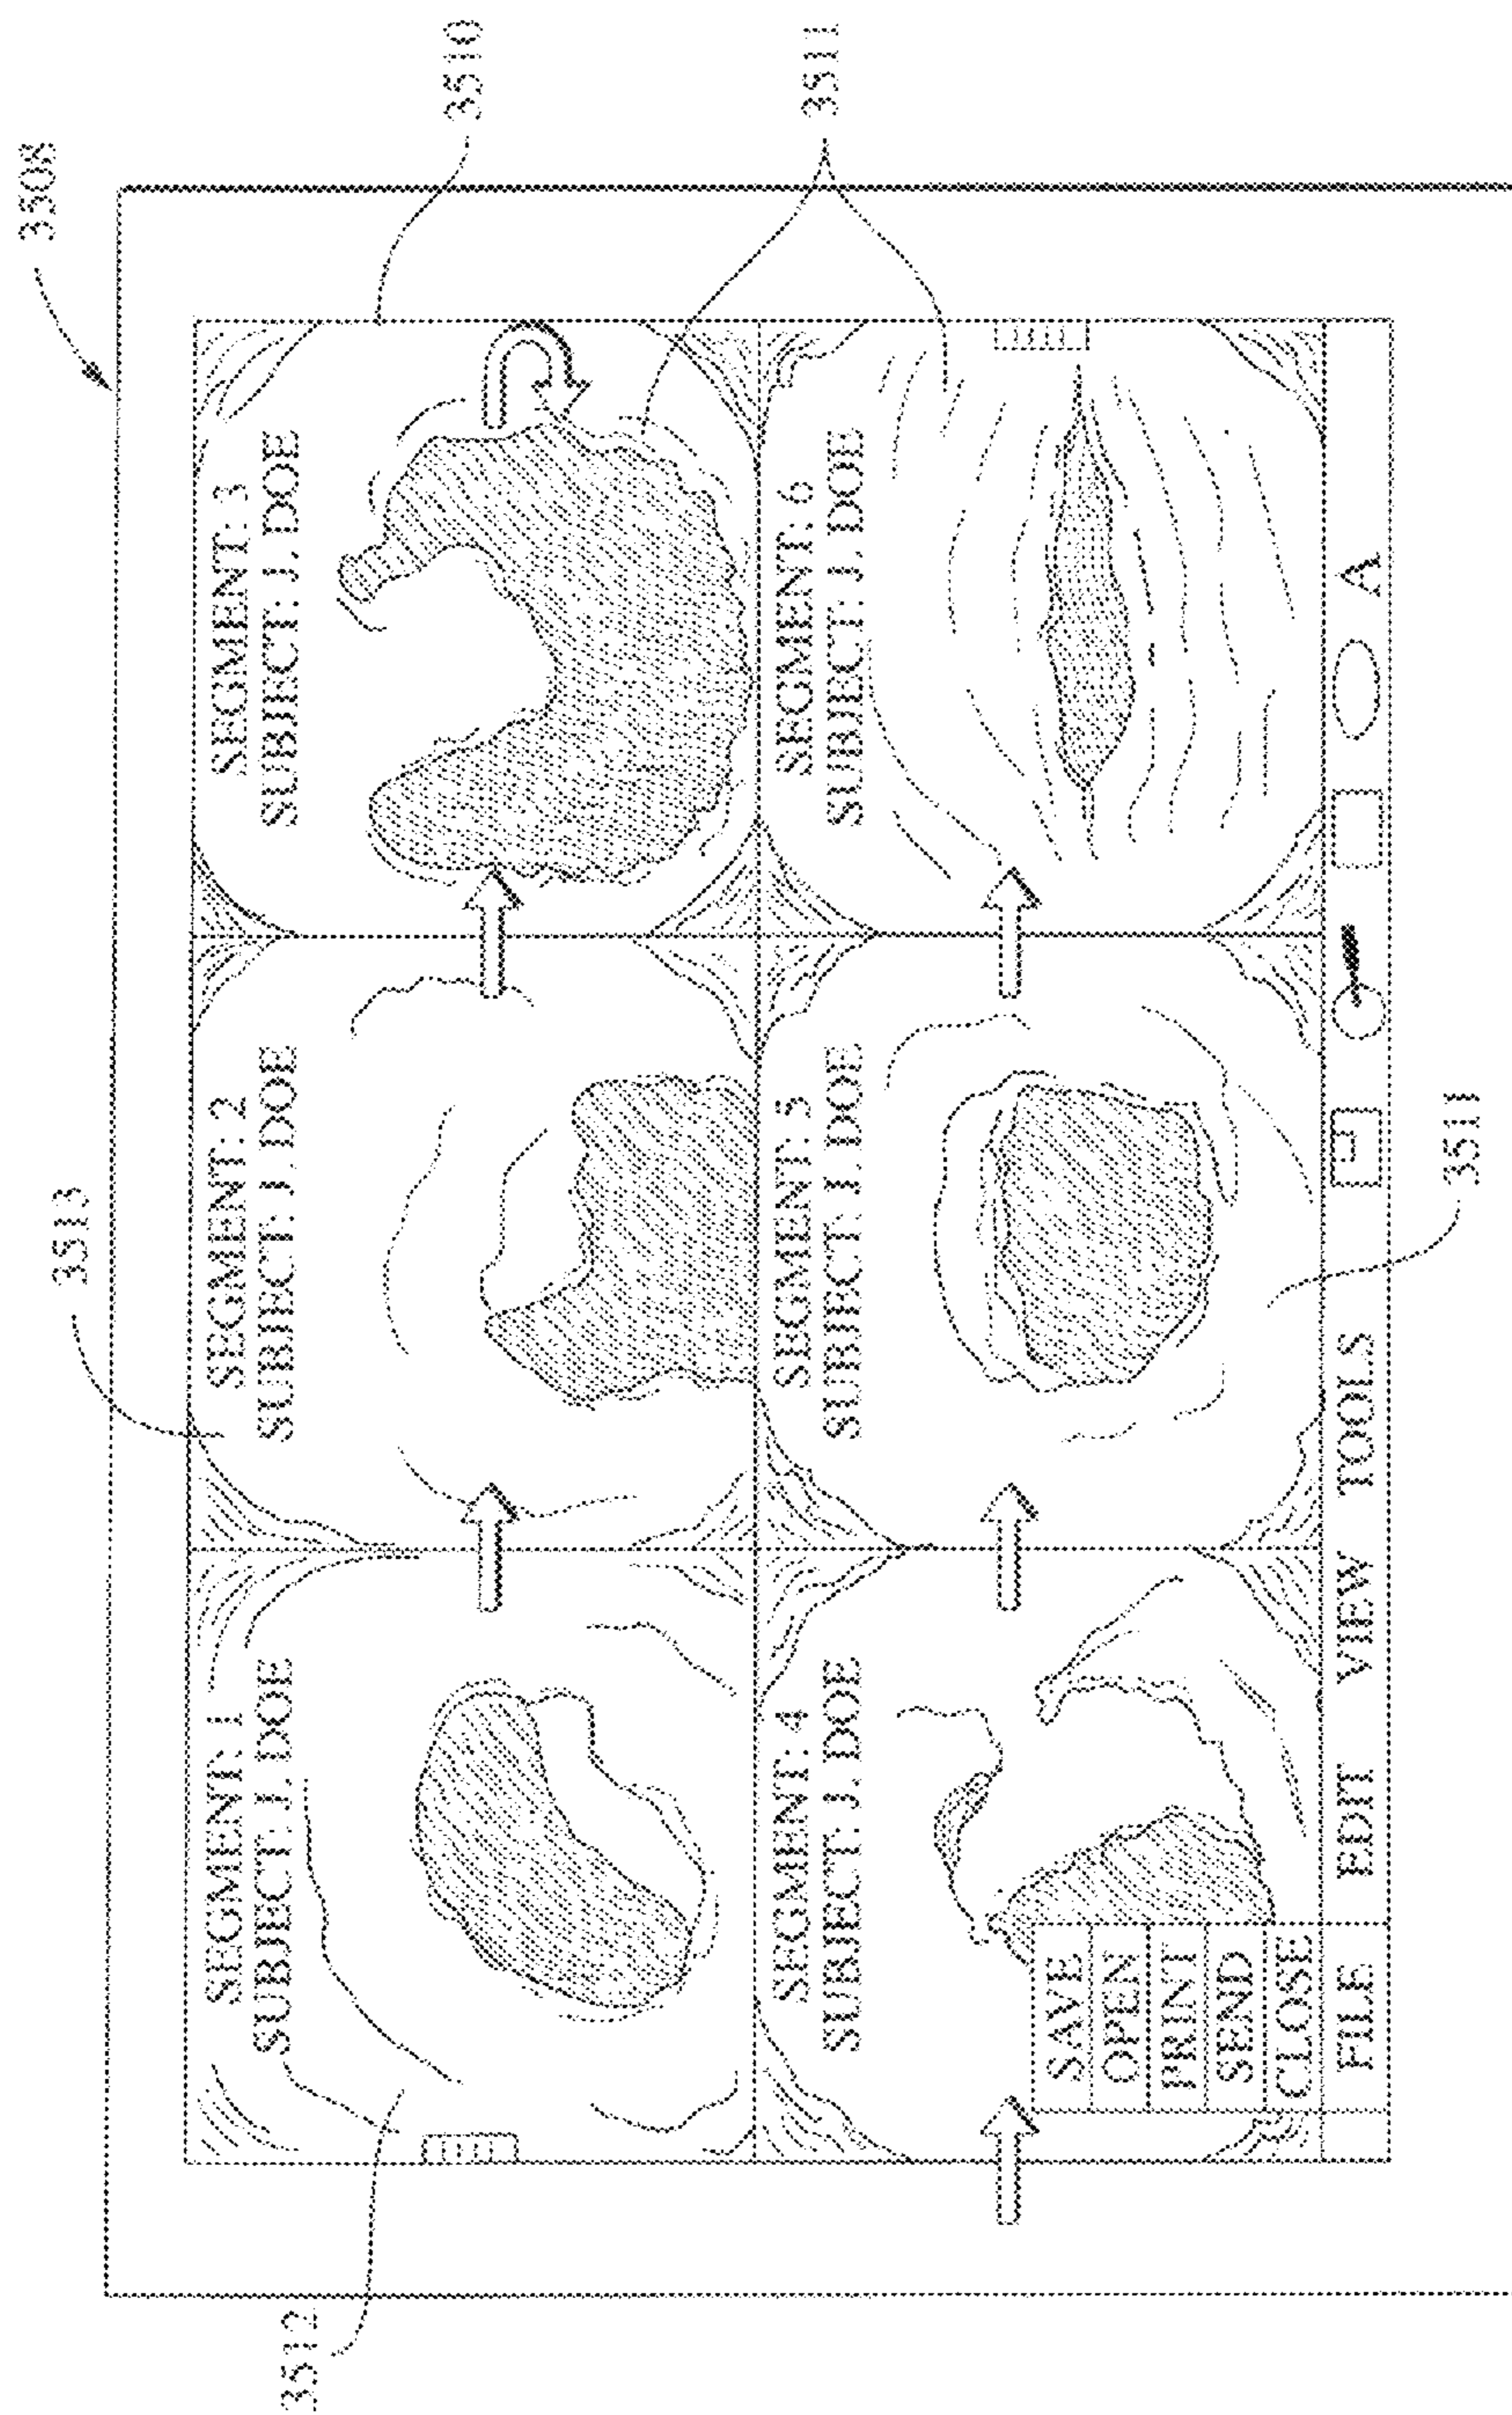 3508
3513
SEGMENT: 1
SUBJECT: J. DOE
SEGMENT: 2
SUBJECT: J. DOE
SEGMENT: 3
SUBJECT: J. DOE
3512
3510
3511
SEGMENT: 4
SUBJECT: J. DOE
SEGMENT: 5
SUBJECT: J. DOE
SEGMENT: 6
SUBJECT: J. DOE
SAVE
OPEN
PRINT
SEND
CLOSE
FILE EDIT VIEW TOOLS A
3511